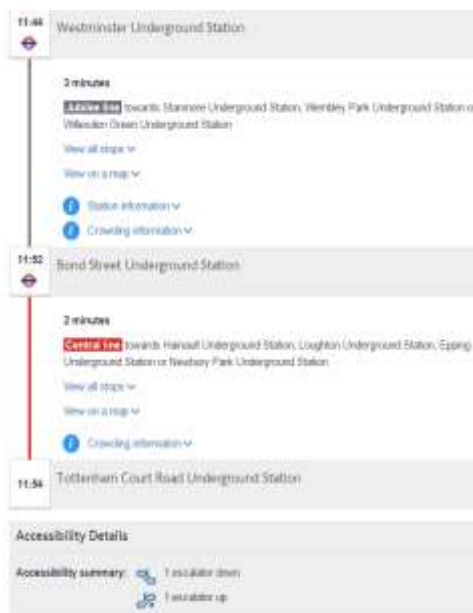 11:44
Westminster Underground Station
3 minutes
Jubilee line towards Stanmore Underground Station, Wembley Park Underground Station o
Willesden Green Underground Station
View all stops
View on a map
Station information
Crowding information
11:52
Bond Street Underground Station
2 minutes
Central line towards Hainault Underground Station, Loughton Underground Station, Epping
Underground Station or Newbury Park Underground Station
View all stops
View on a map
Crowding information
11:54
Tottenham Court Road Underground Station
Accessibility Details
Accessibility summary: 1 escalator down
1 escalator up